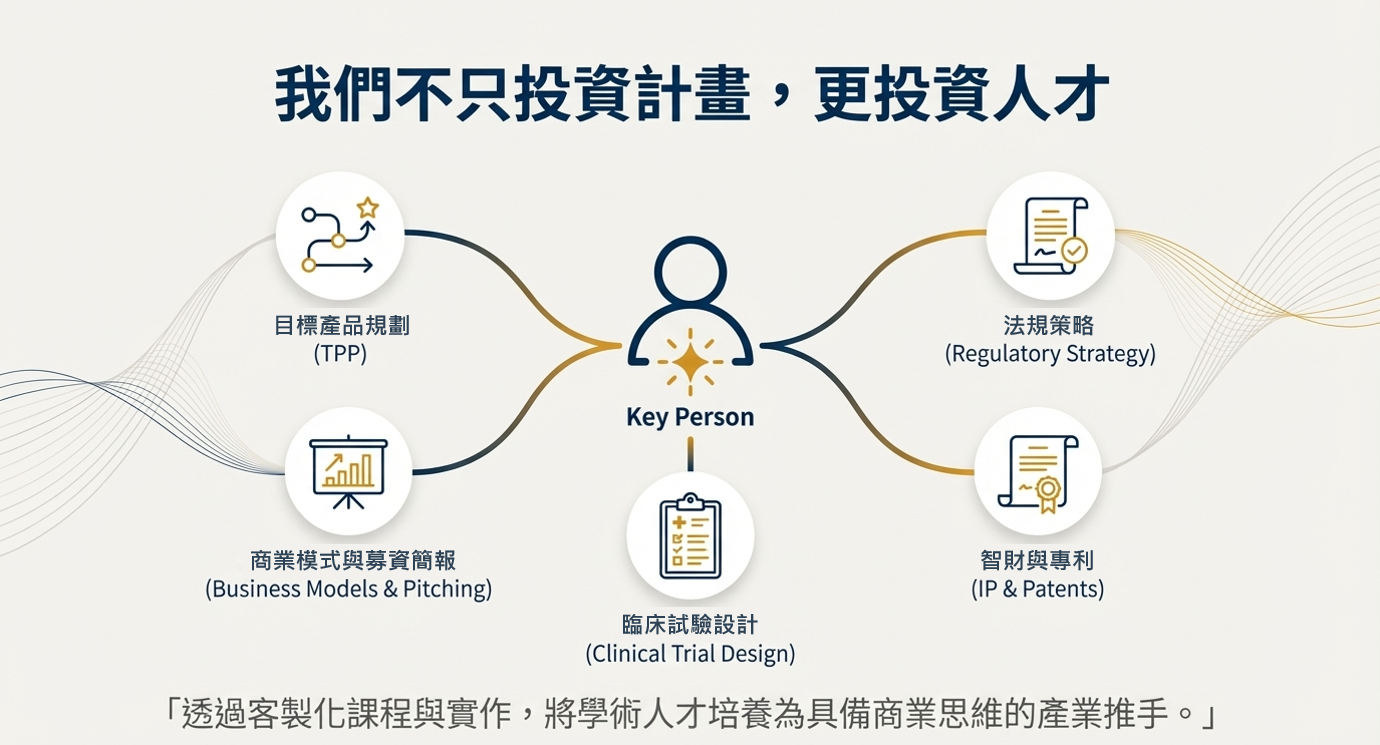 我們不只投資計畫，更投資人才
目標產品規劃
(TPP)
法規策略
(Regulatory Strategy)
Key Person
商業模式與募資簡報
(Business Models & Pitching)
智財與專利
(IP & Patents)
臨床試驗設計
(Clinical Trial Design)
「透過客製化課程與實作，將學術人才培養為具備商業思維的產業推手。」